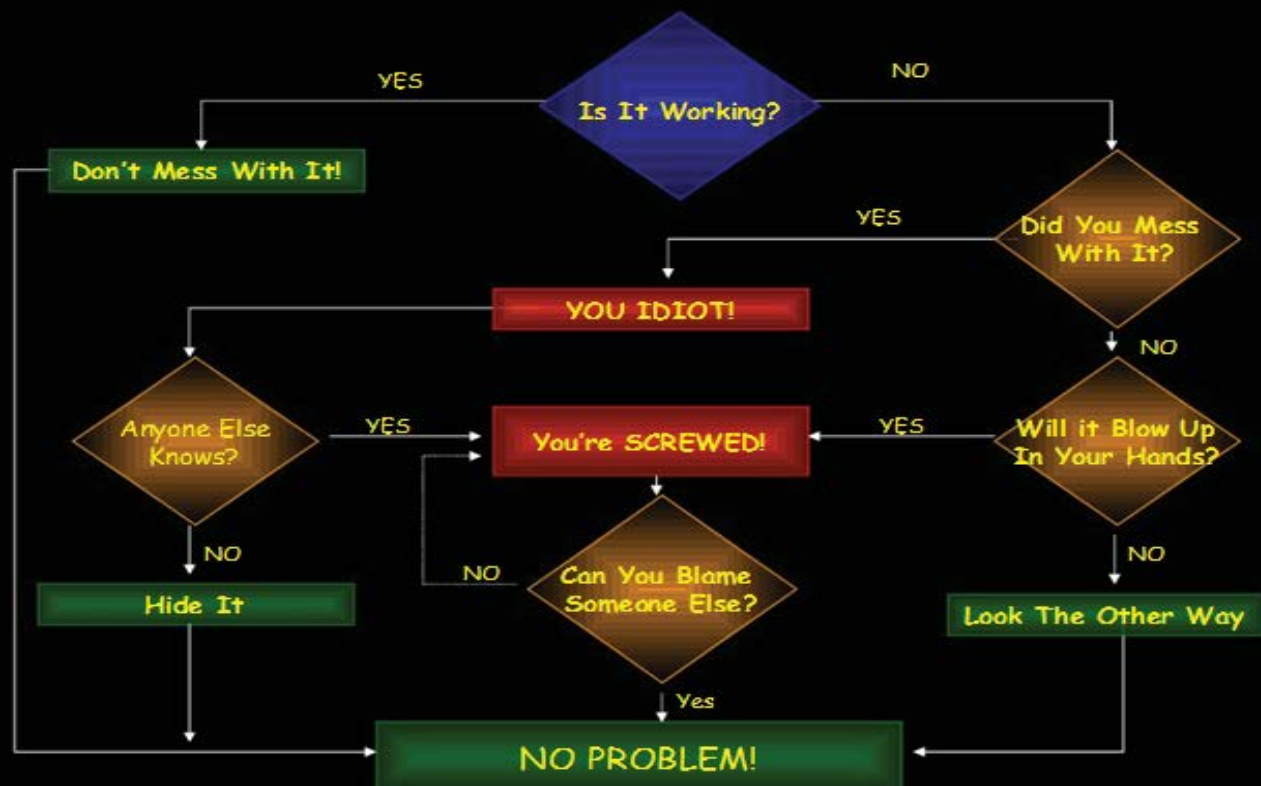 Is It Working?
YES
NO
Don't Mess With It!
Did You Mess
With It?
YES
YOU IDIOT!
NO
Anyone Else
Knows?
YES
You're SCREWED!
YES
Will it Blow Up
In Your Hands?
NO
NO
Can You Blame
Someone Else?
NO
Hide It
Look The Other Way
Yes
NO PROBLEM!